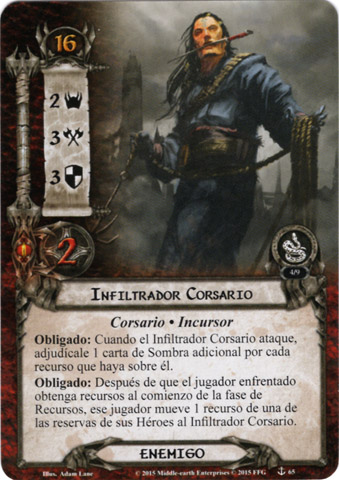 16
2
3
3
2
4/9
Infiltrador Corsario
Corsario • Incursor
Obligado: Cuando el Infiltrador Corsario ataque,
adjudícale 1 carta de Sombra adicional por cada
recurso que haya sobre él.
Obligado: Después de que el jugador enfrentado
obtenga recursos al comienzo de la fase de
Recursos, ese jugador mueve 1 recurso de una de
las reservas de sus Héroes al Infiltrador Corsario.
ENEMIGO
Illus. Adam Lane © 2015 Middle-earth Enterprises © 2015 FFG 65